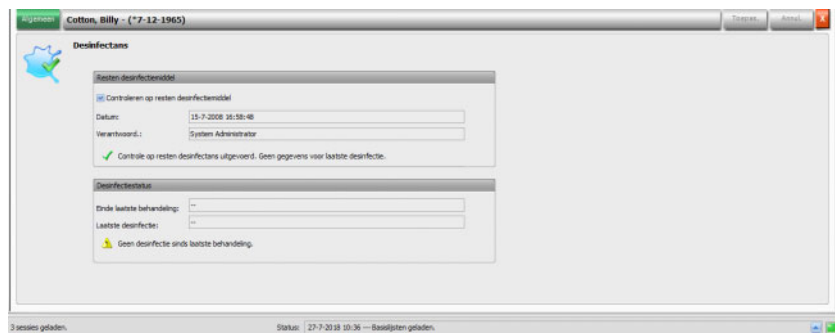 Algemeen Cotton, Billy - (*7-12-1965) Toepas. Annul. X
Desinfectans
Resten desinfectiemiddel
Controleren op resten desinfectiemiddel
Datum: 15-7-2008 16:58:48
Verantwoord.: System Administrator
Controle op resten desinfectans uitgevoerd. Geen gegevens voor laatste desinfectie.
Desinfectiestatus
Einde laatste behandeling: --
Laatste desinfectie: --
Geen desinfectie sinds laatste behandeling.
3 sessies geladen. Status: 27-7-2018 10:36 ---Basislijsten geladen.